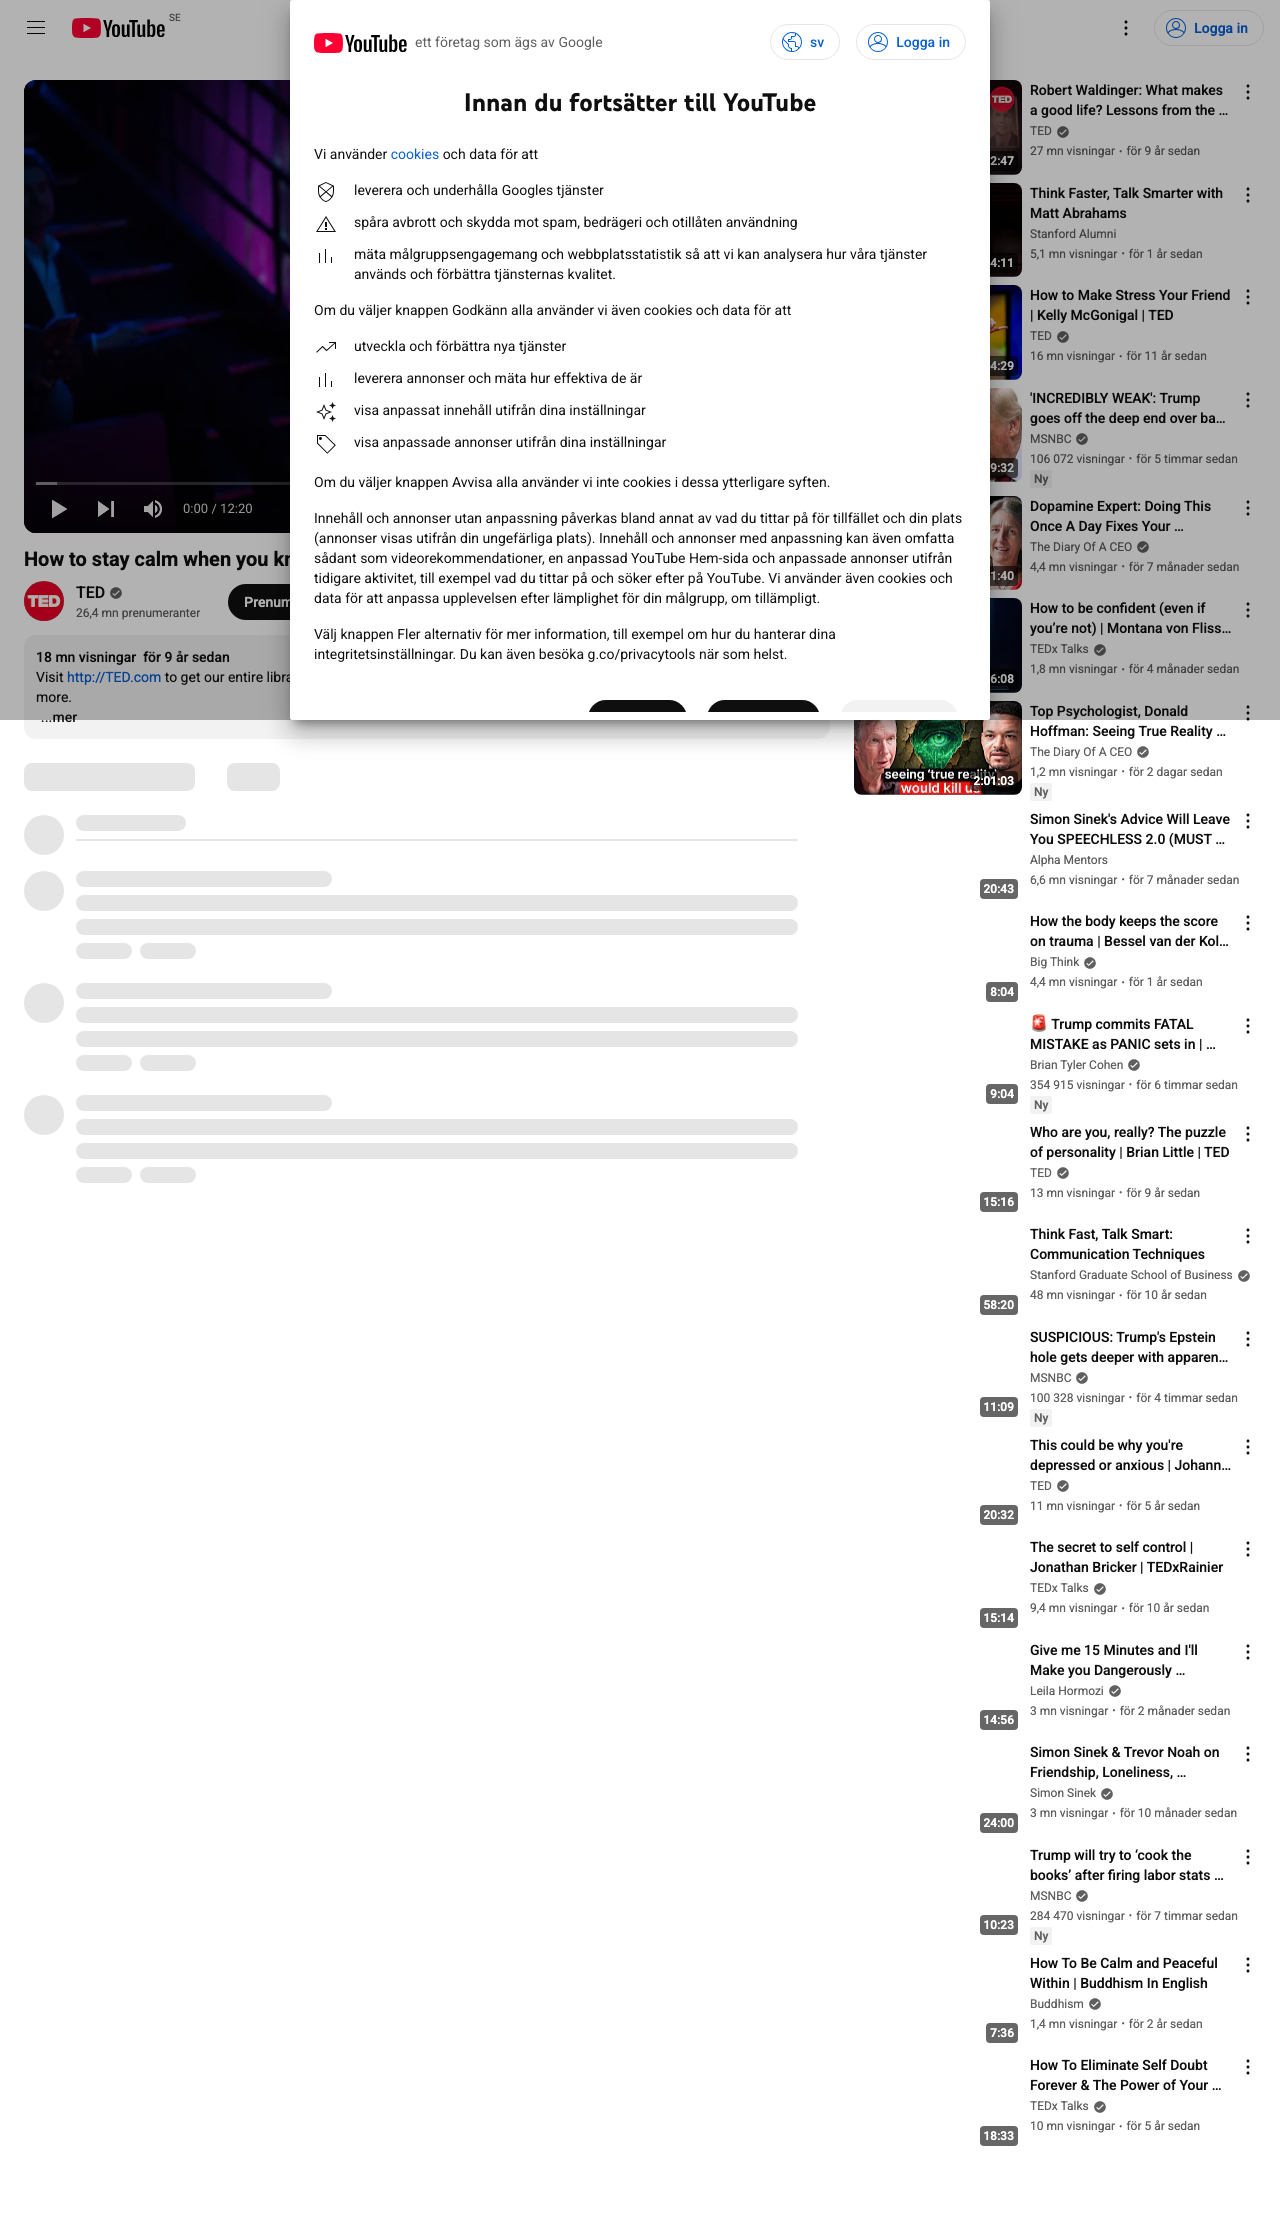 YouTube SE
Logga in
YouTube ett företag som ägs av Google
sv
Logga in
Innan du fortsätter till YouTube
Vi använder cookies och data för att
leverera och underhålla Googles tjänster
spåra avbrott och skydda mot spam, bedrägeri och otillåten användning
mäta målgruppsengagemang och webbplatsstatistik så att vi kan analysera hur våra tjänster
används och förbättra tjänsternas kvalitet.
Om du väljer knappen Godkänn alla använder vi även cookies och data för att
utveckla och förbättra nya tjänster
leverera annonser och mäta hur effektiva de är
visa anpassat innehåll utifrån dina inställningar
visa anpassade annonser utifrån dina inställningar
Om du väljer knappen Avvisa alla använder vi inte cookies i dessa ytterligare syften.
Innehåll och annonser utan anpassning påverkas bland annat av vad du tittar på för tillfället och din plats
(annonser visas utifrån din ungefärliga plats). Innehåll och annonser med anpassning kan även omfatta
sådant som videorekommendationer, en anpassad YouTube Hem-sida och anpassade annonser utifrån
tidigare aktivitet, till exempel vad du tittar på och söker efter på YouTube. Vi använder även cookies och
data för att anpassa upplevelsen efter lämplighet för din målgrupp, om tillämpligt.
Välj knappen Fler alternativ för mer information, till exempel om hur du hanterar dina
integritetsinställningar. Du kan även besöka g.co/privacytools när som helst.
0:00 / 12:20
How to stay calm when you kn
TED
26,4 mn prenumeranter
Prenum
18 mn visningar för 9 år sedan
Visit http://TED.com to get our entire libra
more.
...mer
TED
2:47
Robert Waldinger: What makes
a good life? Lessons from the ...
TED
27 mn visningar • för 9 år sedan
4:11
Think Faster, Talk Smarter with
Matt Abrahams
Stanford Alumni
5,1 mn visningar • för 1 år sedan
4:29
How to Make Stress Your Friend
| Kelly McGonigal | TED
TED
16 mn visningar • för 11 år sedan
9:32
'INCREDIBLY WEAK': Trump
goes off the deep end over ba...
MSNBC
106 072 visningar • för 5 timmar sedan
Ny
1:40
Dopamine Expert: Doing This
Once A Day Fixes Your ...
The Diary Of A CEO
4,4 mn visningar • för 7 månader sedan
6:08
How to be confident (even if
you’re not) | Montana von Fliss...
TEDx Talks
1,8 mn visningar • för 4 månader sedan
seeing ‘true reality’
would kill us
2:01:03
Top Psychologist, Donald
Hoffman: Seeing True Reality ...
The Diary Of A CEO
1,2 mn visningar • för 2 dagar sedan
Ny
20:43
Simon Sinek's Advice Will Leave
You SPEECHLESS 2.0 (MUST ...
Alpha Mentors
6,6 mn visningar • för 7 månader sedan
8:04
How the body keeps the score
on trauma | Bessel van der Kol...
Big Think
4,4 mn visningar • för 1 år sedan
9:04
🚨 Trump commits FATAL
MISTAKE as PANIC sets in | ...
Brian Tyler Cohen
354 915 visningar • för 6 timmar sedan
Ny
15:16
Who are you, really? The puzzle
of personality | Brian Little | TED
TED
13 mn visningar • för 9 år sedan
58:20
Think Fast, Talk Smart:
Communication Techniques
Stanford Graduate School of Business
48 mn visningar • för 10 år sedan
11:09
SUSPICIOUS: Trump's Epstein
hole gets deeper with apparen...
MSNBC
100 328 visningar • för 4 timmar sedan
Ny
20:32
This could be why you're
depressed or anxious | Johann...
TED
11 mn visningar • för 5 år sedan
15:14
The secret to self control |
Jonathan Bricker | TEDxRainier
TEDx Talks
9,4 mn visningar • för 10 år sedan
14:56
Give me 15 Minutes and I'll
Make you Dangerously ...
Leila Hormozi
3 mn visningar • för 2 månader sedan
24:00
Simon Sinek & Trevor Noah on
Friendship, Loneliness, ...
Simon Sinek
3 mn visningar • för 10 månader sedan
10:23
Trump will try to ‘cook the
books’ after firing labor stats ...
MSNBC
284 470 visningar • för 7 timmar sedan
Ny
7:36
How To Be Calm and Peaceful
Within | Buddhism In English
Buddhism
1,4 mn visningar • för 2 år sedan
18:33
How To Eliminate Self Doubt
Forever & The Power of Your ...
TEDx Talks
10 mn visningar • för 5 år sedan